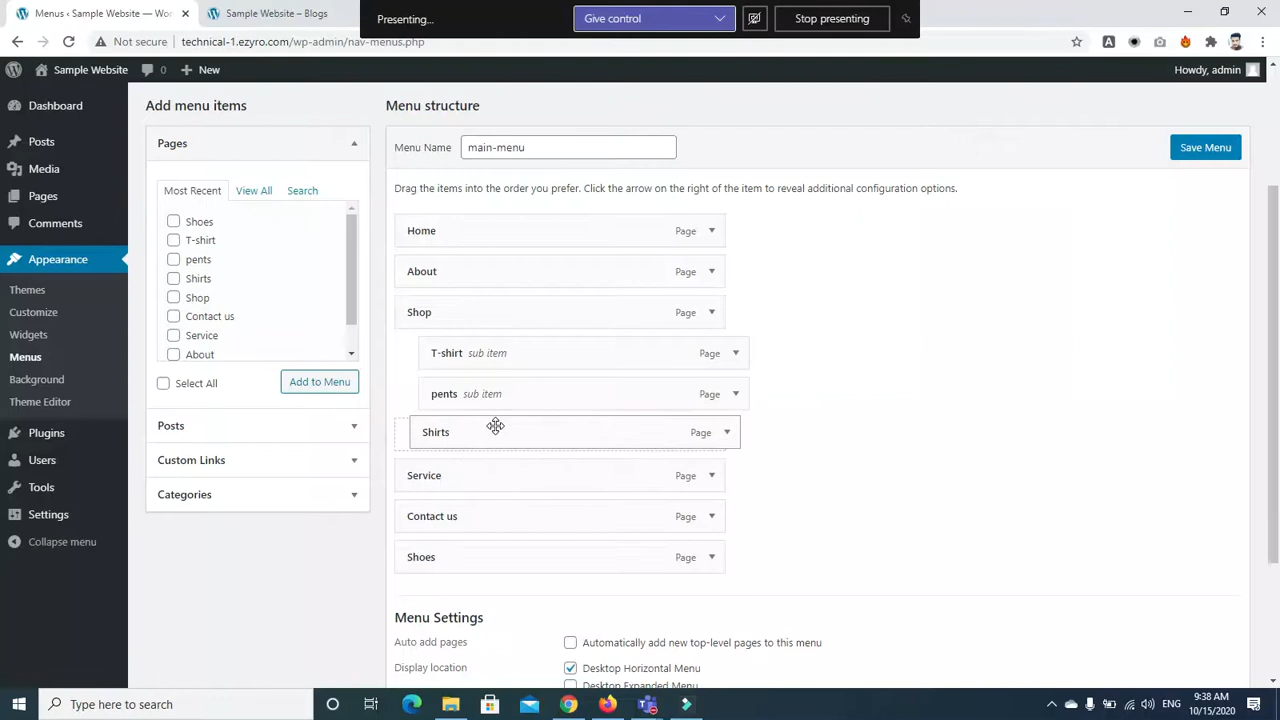 Menus ‹ Sample Website — Wo
Sample Website – Blogs
Presenting...
Give control
Stop presenting
Not secure
technical-1.ezyro.com/wp-admin/nav-menus.php
Sample Website
0
New
Howdy, admin
Dashboard
Posts
Media
Pages
Comments
Appearance
Themes
Customize
Widgets
Menus
Background
Theme Editor
Plugins
Users
Tools
Settings
Collapse menu
Add menu items
Pages
Most Recent
View All
Search
Shoes
T-shirt
pents
Shirts
Shop
Contact us
Service
About
Select All
Add to Menu
Posts
Custom Links
Categories
Menu structure
Menu Name
main-menu
Save Menu
Drag the items into the order you prefer. Click the arrow on the right of the item to reveal additional configuration options.
Home Page
About Page
Shop Page
T-shirt sub item Page
pents sub item Page
Shirts Page
Service Page
Contact us Page
Shoes Page
Menu Settings
Auto add pages
Automatically add new top-level pages to this menu
Display location
Desktop Horizontal Menu
Desktop Expanded Menu
Type here to search
ENG
9:38 AM
10/15/2020